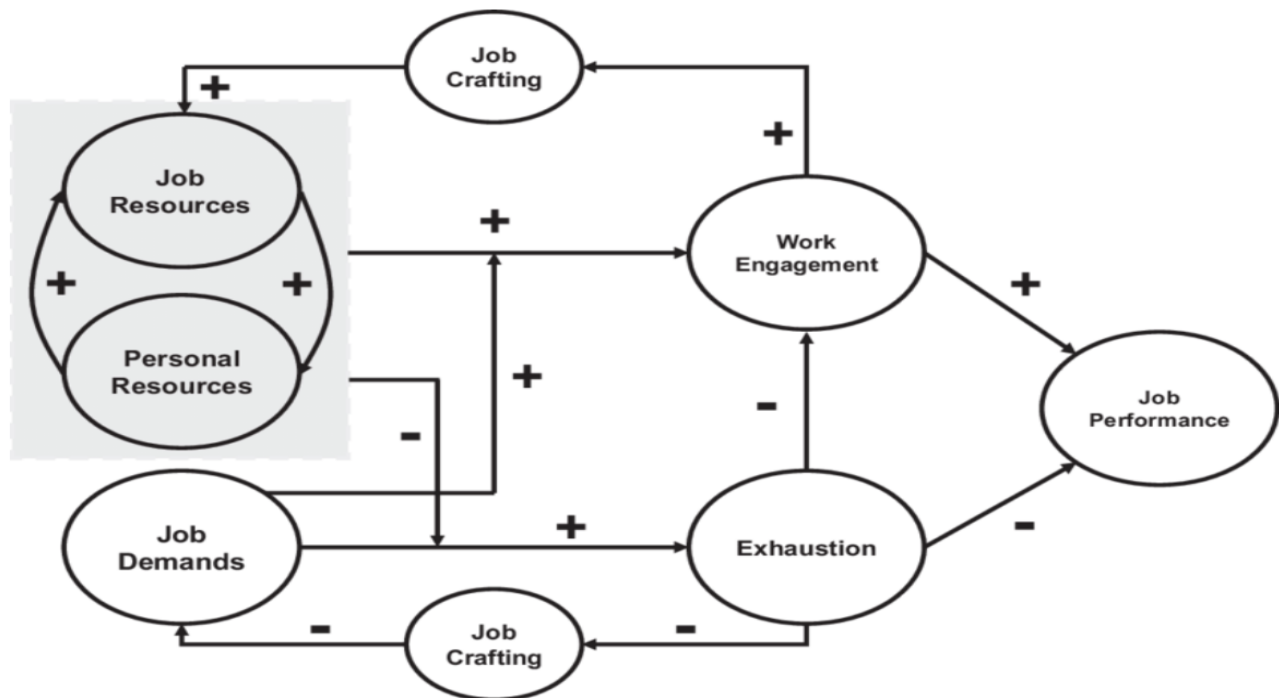 Job
Crafting
+
+
Job
Resources
+
Work
Engagement
+
+
+
Personal
Resources
+
-
-
Job
Performance
Job
Demands
+
Exhaustion
-
-
-
Job
Crafting